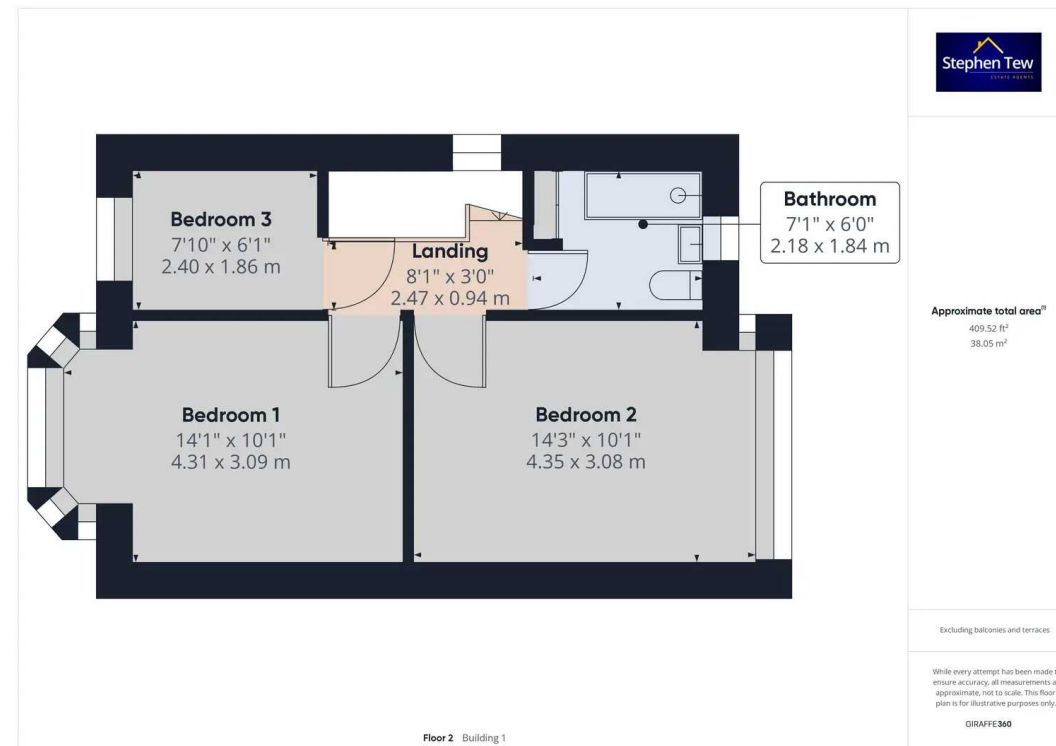 Stephen Tew
ESTATE AGENTS
Bedroom 3
7'10" x 6'1"
2.40 x 1.86 m
Landing
8'1" x 3'0"
2.47 x 0.94 m
Bathroom
7'1" x 6'0"
2.18 x 1.84 m
Bedroom 1
14'1" x 10'1"
4.31 x 3.09 m
Bedroom 2
14'3" x 10'1"
4.35 x 3.08 m
Approximate total area⁽¹⁾
409.52 ft²
38.05 m²
Excluding balconies and terraces
While every attempt has been made t
ensure accuracy, all measurements a
approximate, not to scale. This floor
plan is for illustrative purposes only.
GIRAFFE360
Floor 2 Building 1